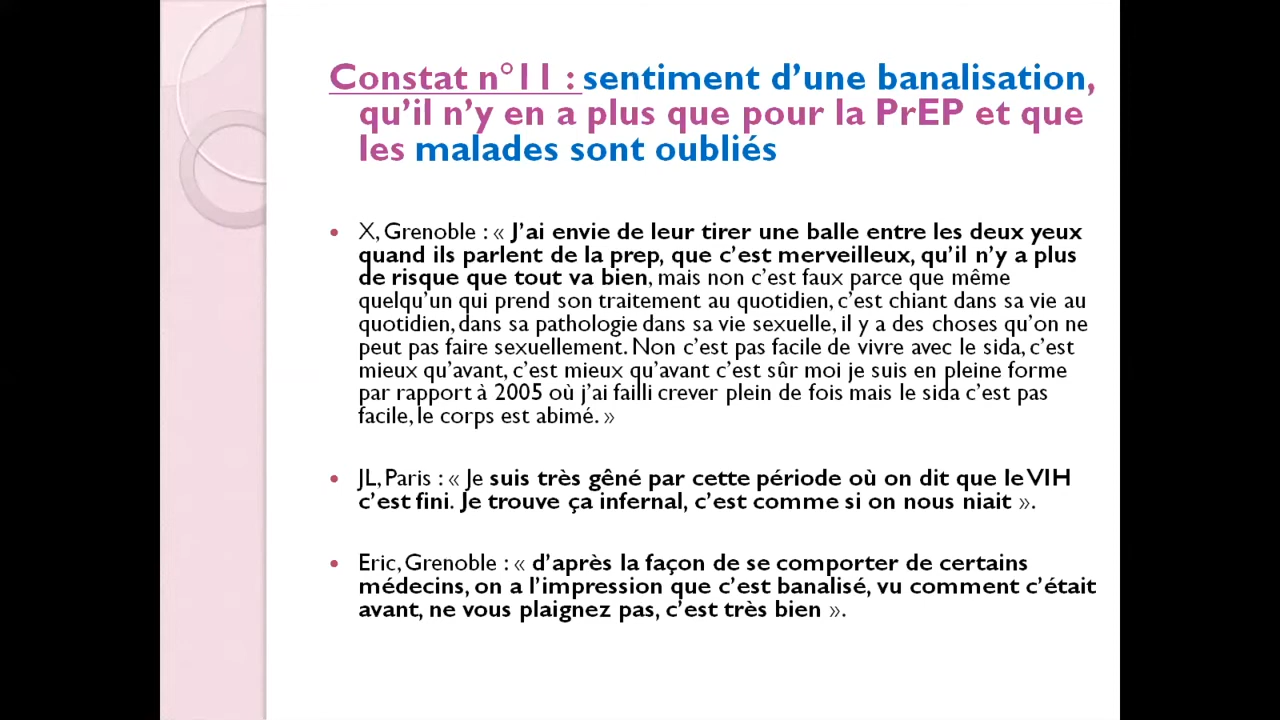 Constat n°11 : sentiment d’une banalisation,
qu’il n’y en a plus que pour la PrEP et que
les malades sont oubliés
• X, Grenoble : « J’ai envie de leur tirer une balle entre les deux yeux
quand ils parlent de la prep, que c’est merveilleux, qu’il n’y a plus
de risque que tout va bien, mais non c’est faux parce que même
quelqu’un qui prend son traitement au quotidien, c’est chiant dans sa vie au
quotidien, dans sa pathologie dans sa vie sexuelle, il y a des choses qu’on ne
peut pas faire sexuellement. Non c’est pas facile de vivre avec le sida, c’est
mieux qu’avant, c’est mieux qu’avant c’est sûr moi je suis en pleine forme
par rapport à 2005 où j’ai failli crever plein de fois mais le sida c’est pas
facile, le corps est abimé. »
• JL, Paris : « Je suis très gêné par cette période où on dit que le VIH
c’est fini. Je trouve ça infernal, c’est comme si on nous niait ».
• Eric, Grenoble : « d’après la façon de se comporter de certains
médecins, on a l’impression que c’est banalisé, vu comment c’était
avant, ne vous plaignez pas, c’est très bien ».